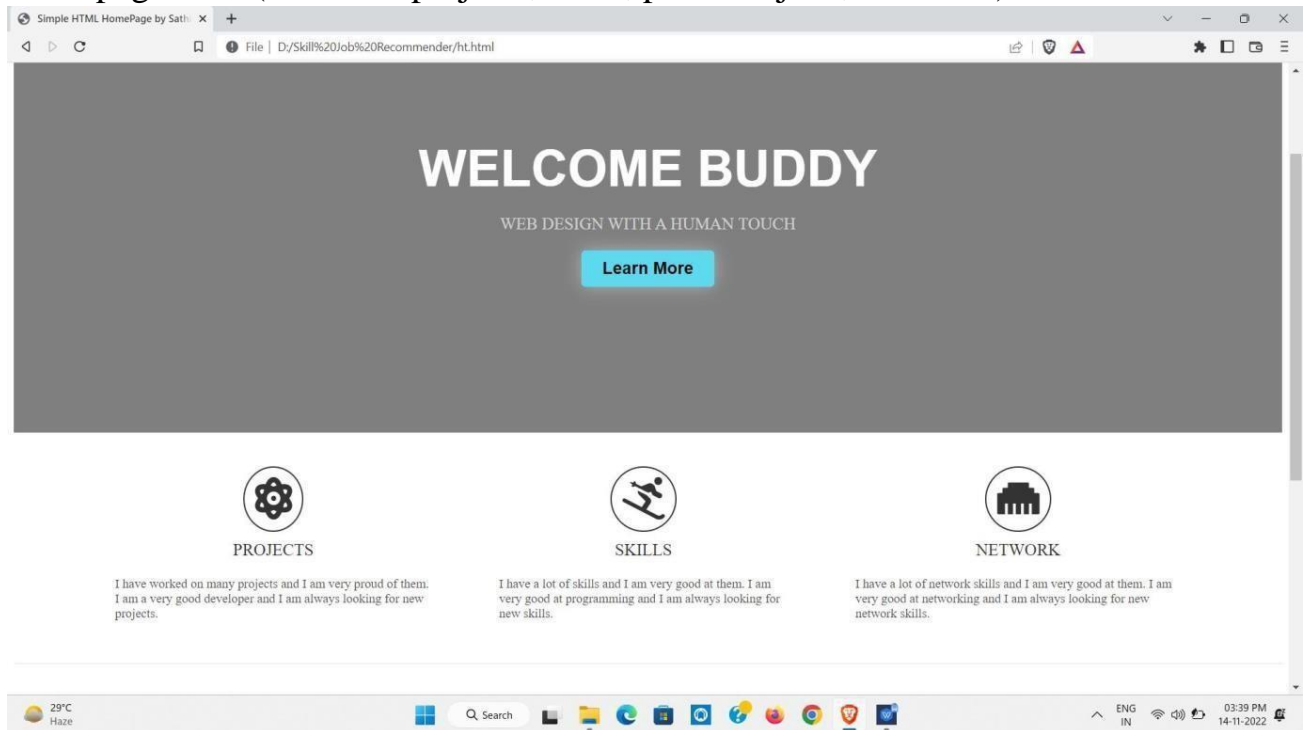 Simple HTML HomePage by Sath
File | D:/Skill%20Job%20Recommender/ht.html
WELCOME BUDDY
WEB DESIGN WITH A HUMAN TOUCH
Learn More
PROJECTS
I have worked on many projects and I am very proud of them.
I am a very good developer and I am always looking for new
projects.
SKILLS
I have a lot of skills and I am very good at them. I am
very good at programming and I am always looking for
new skills.
NETWORK
I have a lot of network skills and I am very good at them. I am
very good at networking and I am always looking for new
network skills.
29°C
Haze
Search
ENG
IN
03:39 PM
14-11-2022